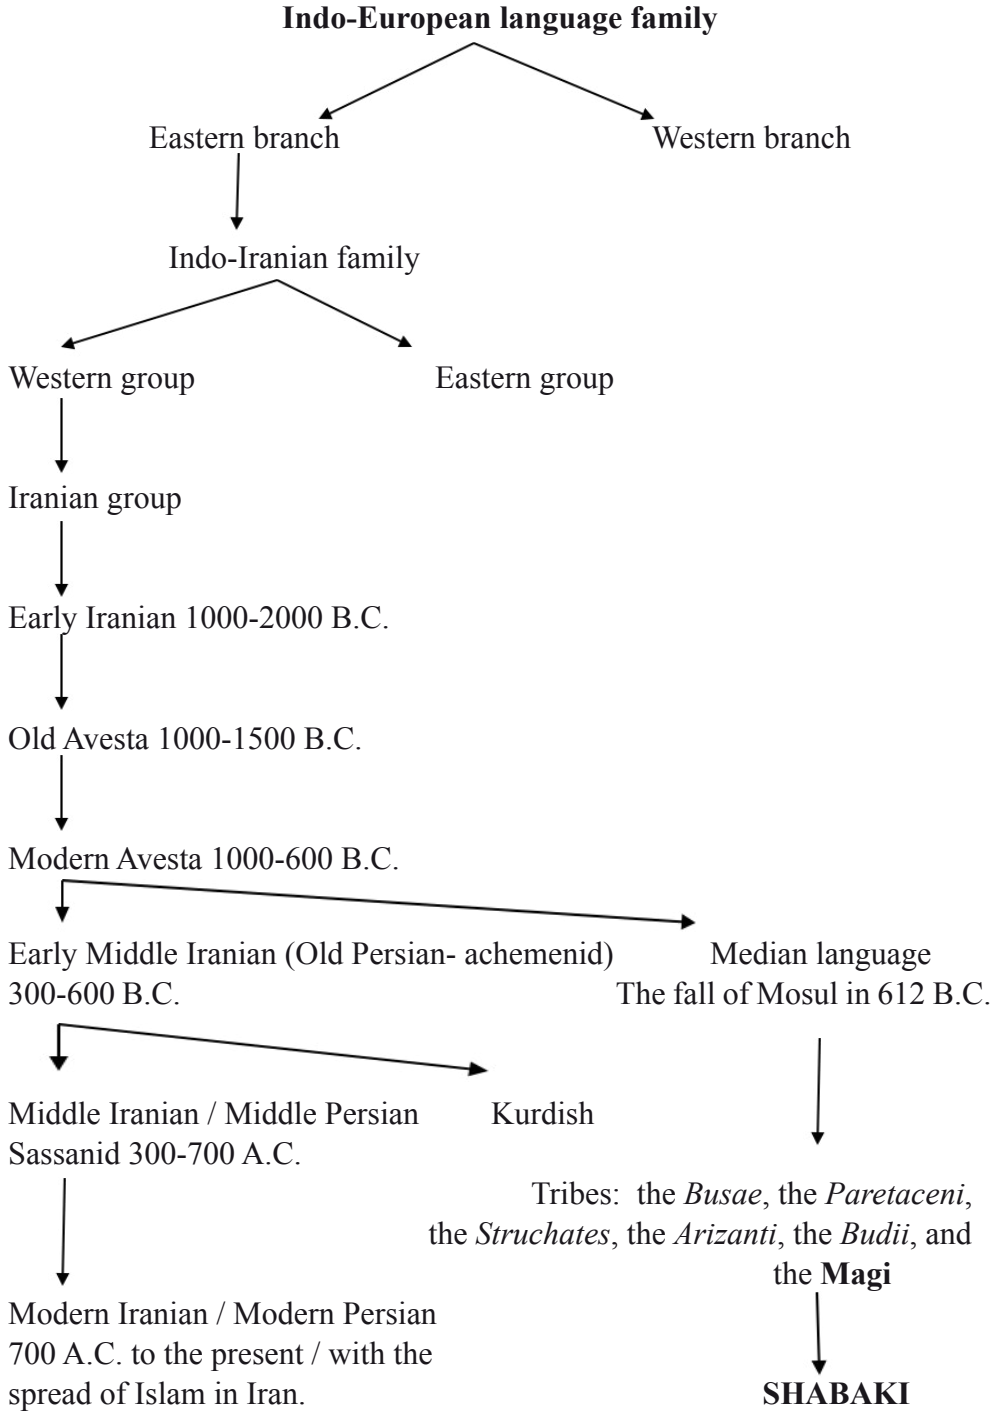 Indo-European language family
Eastern branch
Western branch
Indo-Iranian family
Western group
Eastern group
Iranian group
Early Iranian 1000-2000 B.C.
Old Avesta 1000-1500 B.C.
Modern Avesta 1000-600 B.C.
Early Middle Iranian (Old Persian- achemenid)
300-600 B.C.
Median language
The fall of Mosul in 612 B.C.
Middle Iranian / Middle Persian
Sassanid 300-700 A.C.
Kurdish
Tribes: the Busae, the Paretaceni,
the Struchates, the Arizanti, the Budii, and
the Magi
Modern Iranian / Modern Persian
700 A.C. to the present / with the
spread of Islam in Iran.
SHABAKI